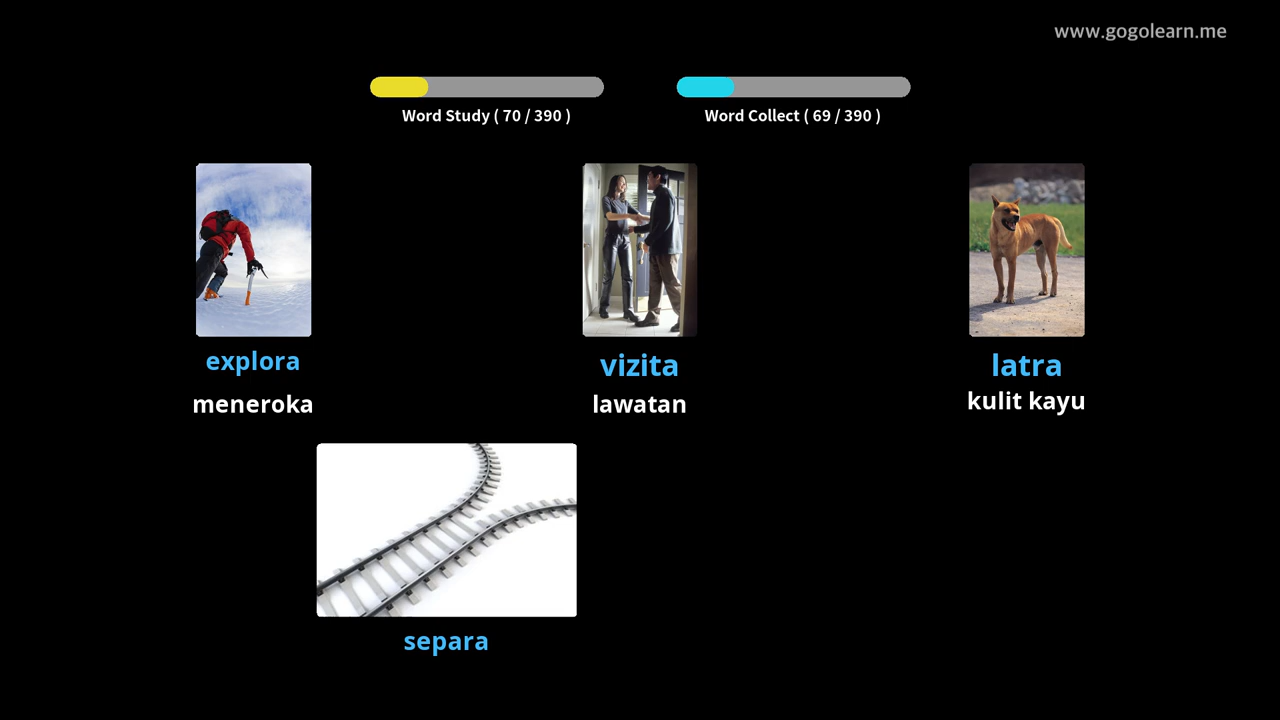 www.gogolearn.me
Word Study ( 70 / 390 )
Word Collect ( 69 / 390 )
explora
vizita
latra
meneroka
lawatan
kulit kayu
separa